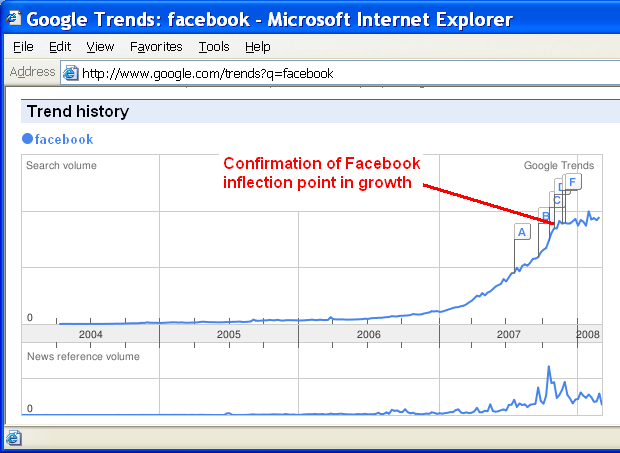 Google Trends: facebook - Microsoft Internet Explorer
File Edit View Favorites Tools Help
Address http://www.google.com/trends?q=facebook
Trend history
facebook
Search volume
Google Trends
Confirmation of Facebook
inflection point in growth
A
B
C
D
F
0
2004 2005 2006 2007 2008
News reference volume
0